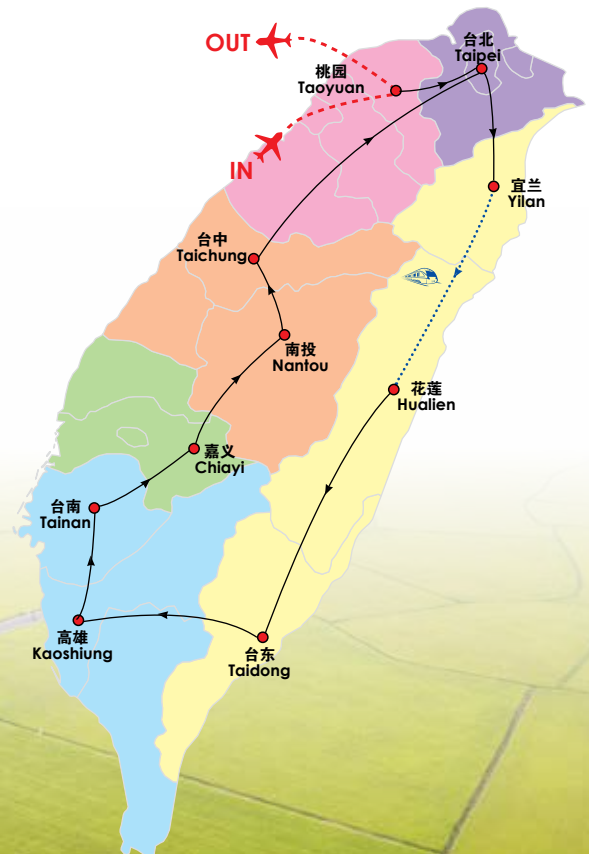 OUT
台北
Taipei
桃园
Taoyuan
IN
宜兰
Yilan
台中
Taichung
南投
Nantou
花莲
Hualien
嘉义
Chiayi
台南
Tainan
高雄
Kaoshiung
台东
Taidong